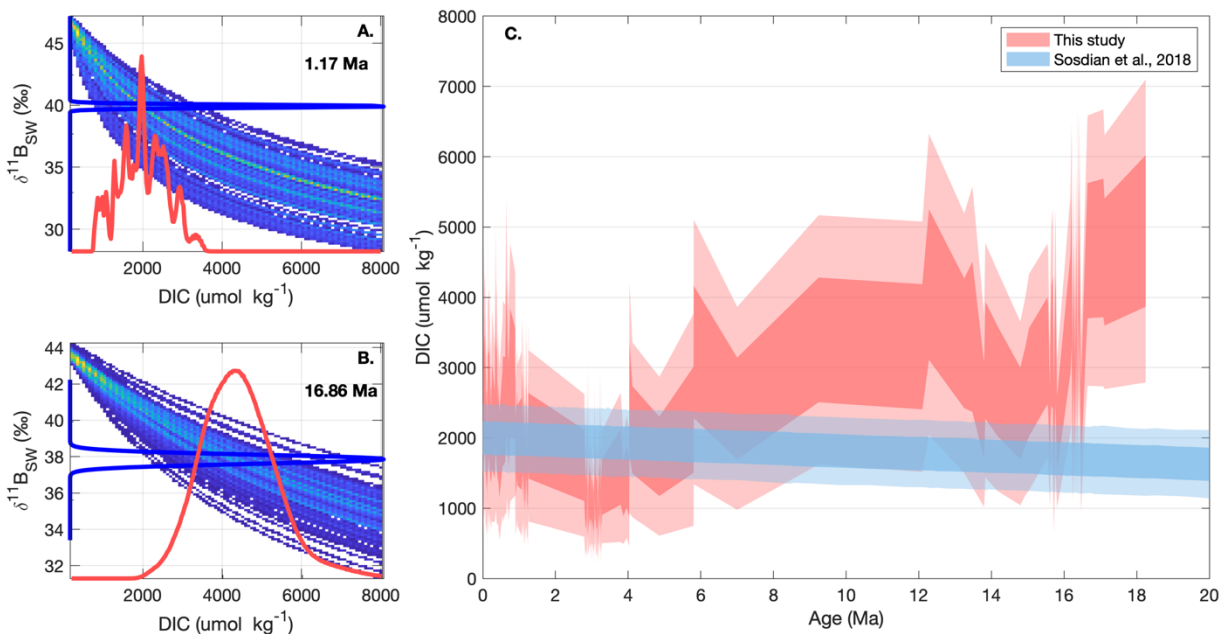 A.
1.17 Ma
45
40
35
30
δ¹¹B_SW (‰)
2000 4000 6000 8000
DIC (umol kg⁻¹)
B.
16.86 Ma
44
42
40
38
36
34
32
δ¹¹B_SW (‰)
2000 4000 6000 8000
DIC (umol kg⁻¹)
C.
This study
Sosdian et al., 2018
8000
7000
6000
5000
4000
3000
2000
1000
0
DIC (umol kg⁻¹)
0 2 4 6 8 10 12 14 16 18 20
Age (Ma)